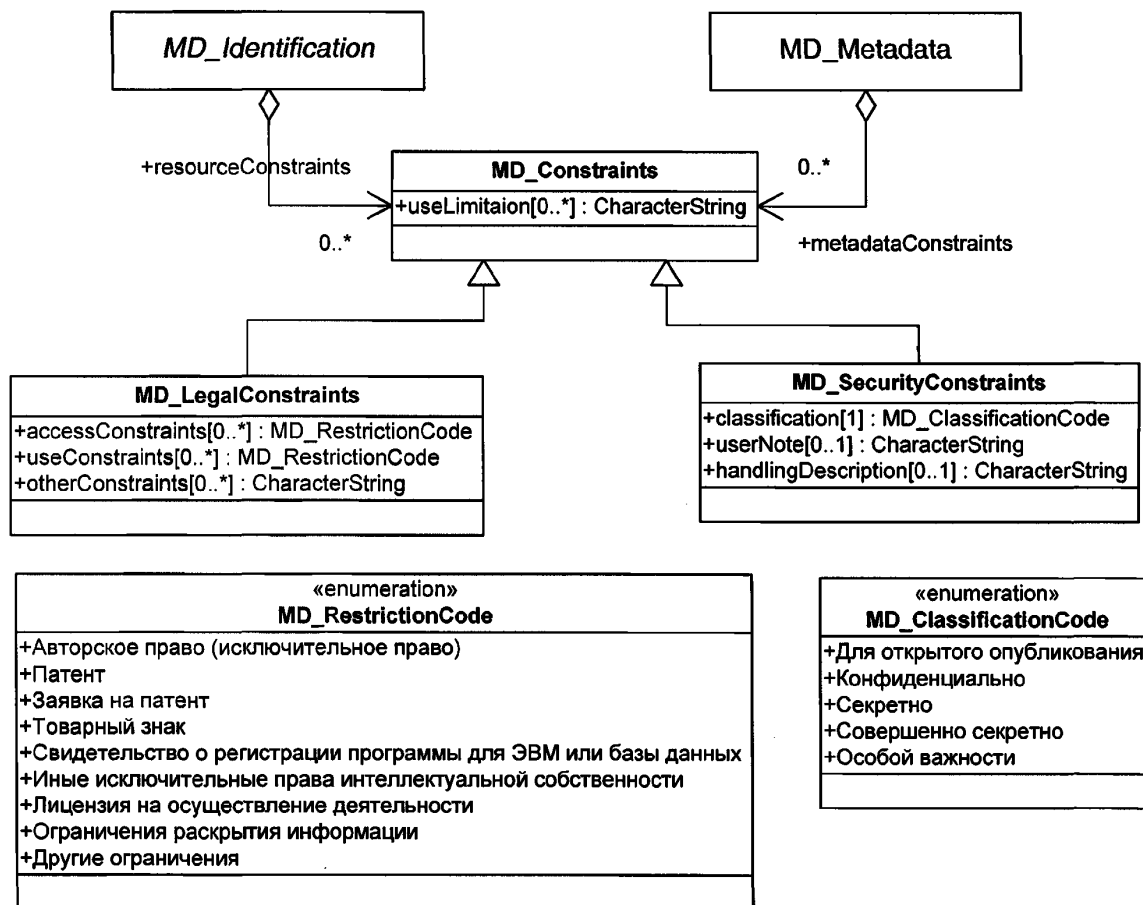 MD_Identification
MD_Metadata
+resourceConstraints
0..*
MD_Constraints
+useLimitaion[0..*] : CharacterString
0..*
+metadataConstraints
MD_LegalConstraints
+accessConstraints[0..*] : MD_RestrictionCode
+useConstraints[0..*] : MD_RestrictionCode
+otherConstraints[0..*] : CharacterString
MD_SecurityConstraints
+classification[1] : MD_ClassificationCode
+userNote[0..1] : CharacterString
+handlingDescription[0..1] : CharacterString
«enumeration»
MD_RestrictionCode
+Авторское право (исключительное право)
+Патент
+Заявка на патент
+Товарный знак
+Свидетельство о регистрации программы для ЭВМ или базы данных
+Иные исключительные права интеллектуальной собственности
+Лицензия на осуществление деятельности
+Ограничения раскрытия информации
+Другие ограничения
«enumeration»
MD_ClassificationCode
+Для открытого опубликования
+Конфиденциально
+Секретно
+Совершенно секретно
+Особой важности